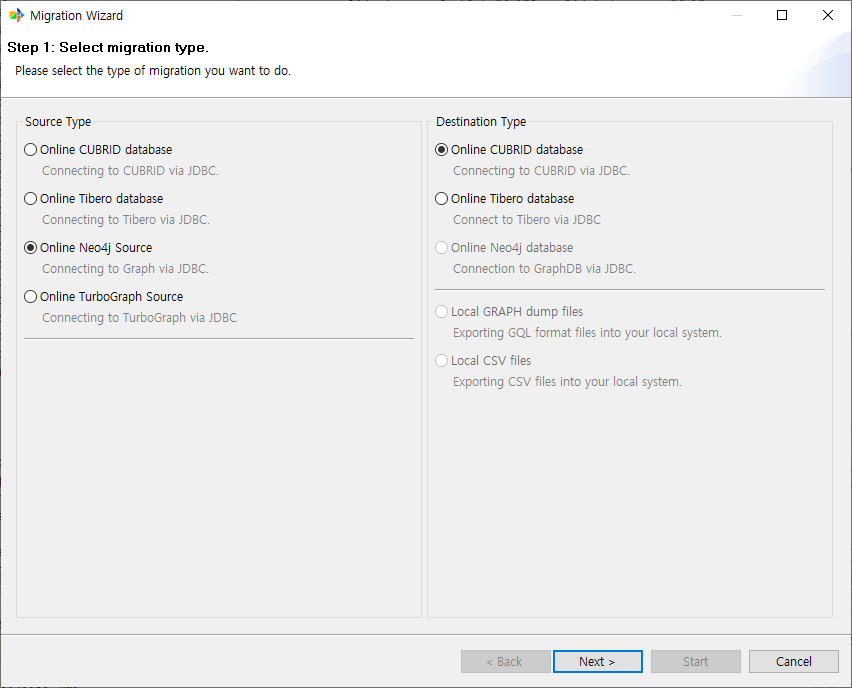 Migration Wizard
Step 1: Select migration type.
Please select the type of migration you want to do.
Source Type
Online CUBRID database
Connecting to CUBRID via JDBC.
Online Tibero database
Connecting to Tibero via JDBC.
Online Neo4j Source
Connecting to Graph via JDBC.
Online TurboGraph Source
Connecting to TurboGraph via JDBC
Destination Type
Online CUBRID database
Connecting to CUBRID via JDBC.
Online Tibero database
Connect to Tibero via JDBC
Online Neo4j database
Connection to GraphDB via JDBC.
Local GRAPH dump files
Exporting GQL format files into your local system.
Local CSV files
Exporting CSV files into your local system.
< Back
Next >
Start
Cancel